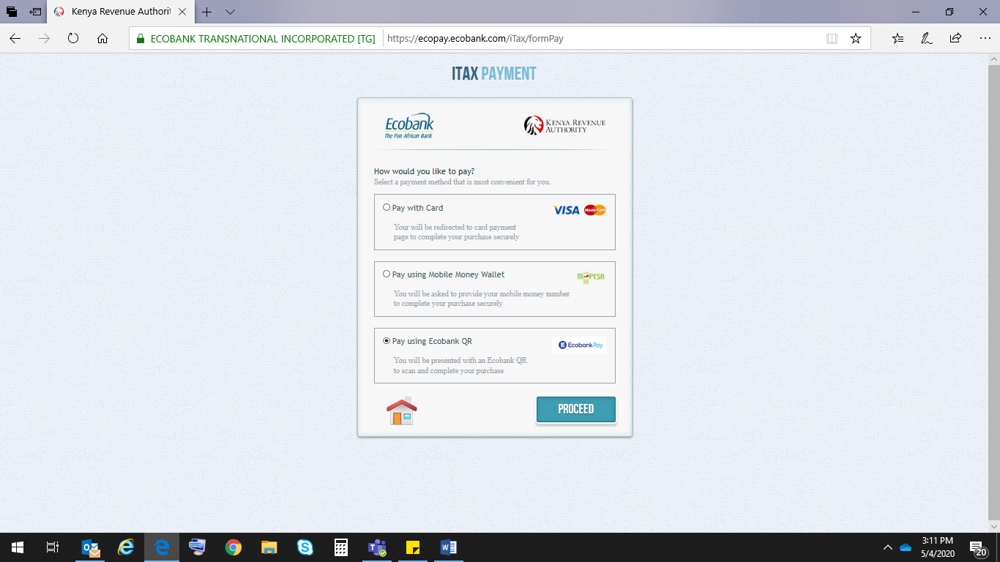 Kenya Revenue Authorit
ECOBANK TRANSNATIONAL INCORPORATED [TG]
https://ecopay.ecobank.com/iTax/formPay
ITAX PAYMENT
Ecobank
The Pan African Bank
KENYA REVENUE
AUTHORITY
How would you like to pay?
Select a payment method that is most convenient for you.
Pay with Card
VISA MasterCard
Your will be redirected to card payment
page to complete your purchase securely
Pay using Mobile Money Wallet
M-PESA
You will be asked to provide your mobile money number
to complete your purchase securely
Pay using Ecobank QR
EcobankPay
You will be presented with an Ecobank QR
to scan and complete your purchase
PROCEED
3:11 PM
5/4/2020
20